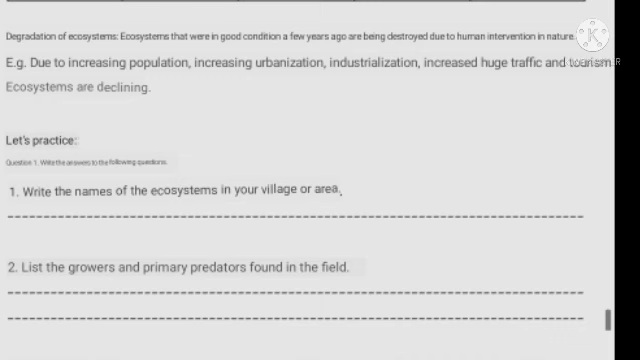 Degradation of ecosystems: Ecosystems that were in good condition a few years ago are being destroyed due to human intervention in nature.
E.g. Due to increasing population, increasing urbanization, industrialization, increased huge traffic and tourism
Ecosystems are declining.
Let's practice:
Question 1. Write the answers to the following questions.
1. Write the names of the ecosystems in your village or area.
2. List the growers and primary predators found in the field.